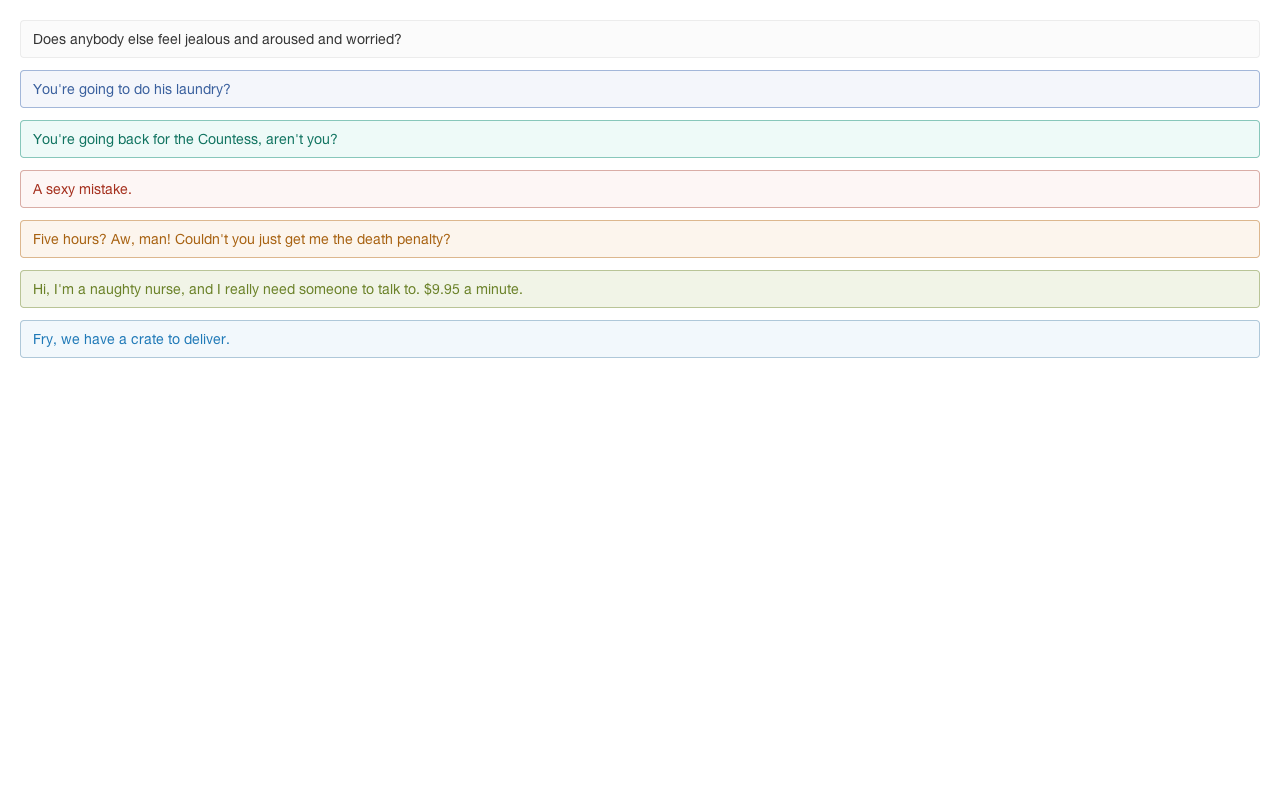 Does anybody else feel jealous and aroused and worried?
You're going to do his laundry?
You're going back for the Countess, aren't you?
A sexy mistake.
Five hours? Aw, man! Couldn't you just get me the death penalty?
Hi, I'm a naughty nurse, and I really need someone to talk to. $9.95 a minute.
Fry, we have a crate to deliver.